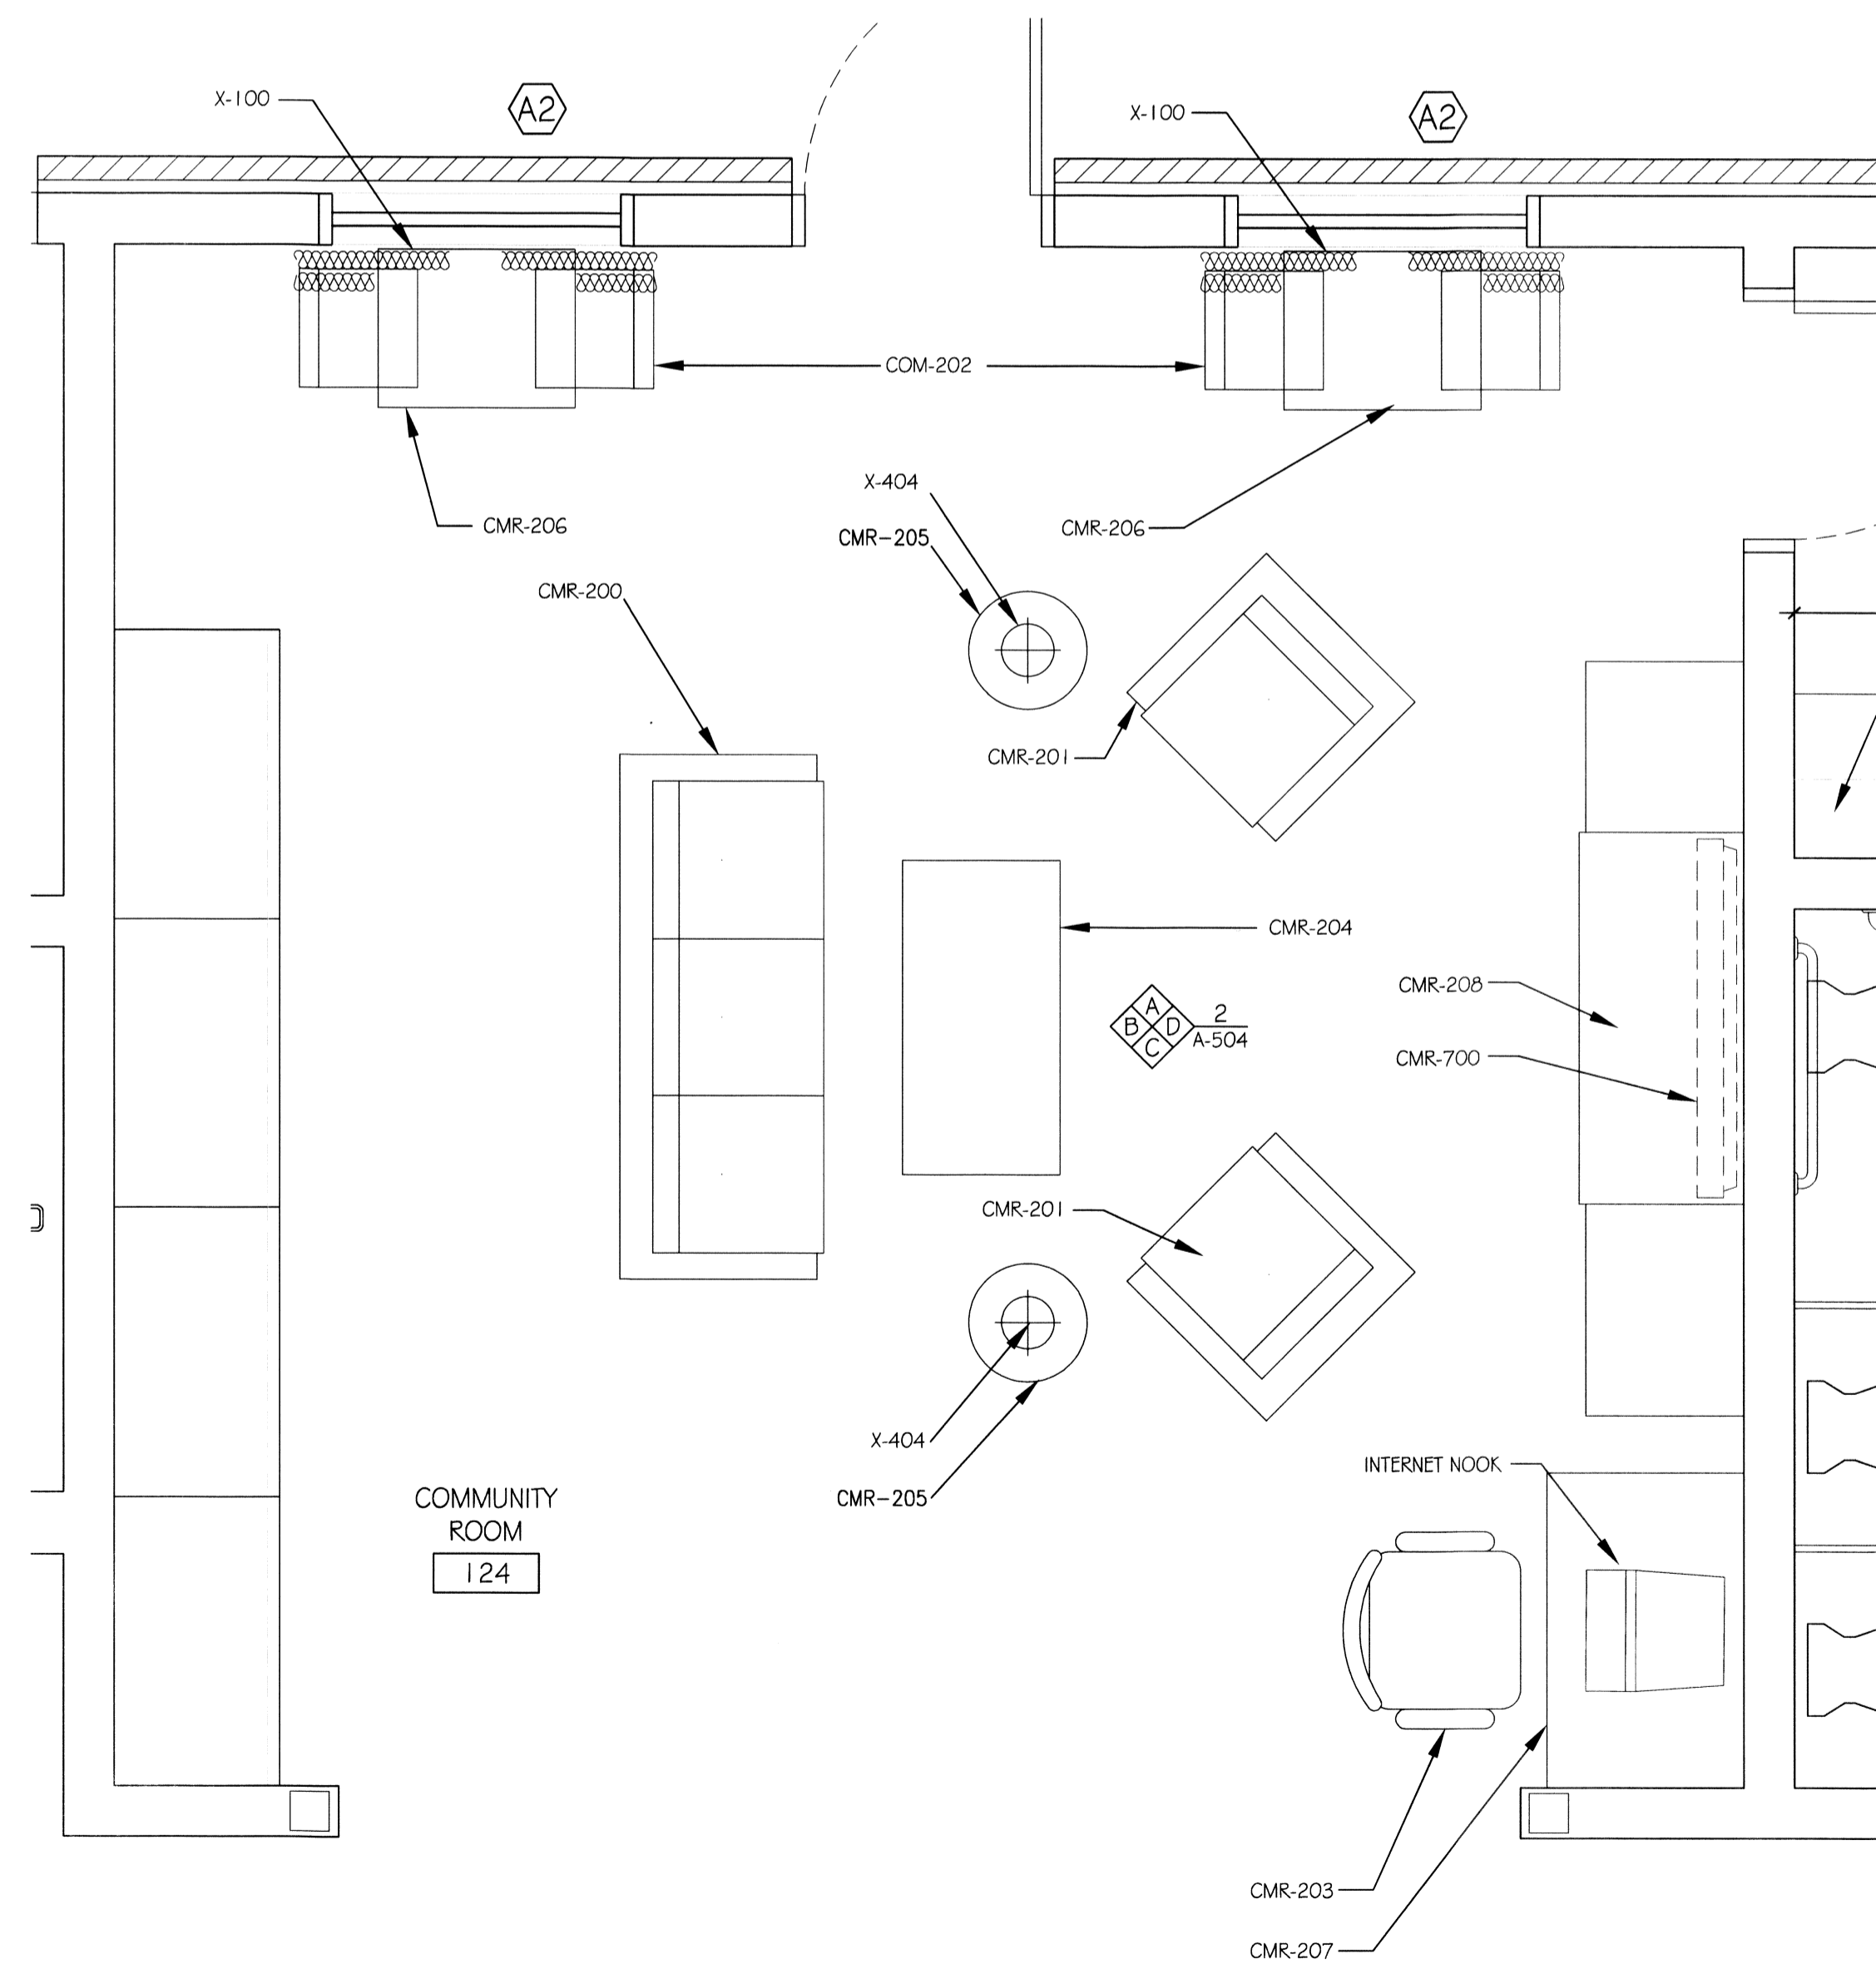 X-100
A2
X-100
A2
COM-202
X-404
CMR-206
CMR-205
CMR-206
CMR-200
CMR-201
CMR-204
CMR-208
A
B D
C
2
A-504
CMR-700
CMR-201
X-404
INTERNET NOOK
CMR-205
COMMUNITY
ROOM
124
CMR-203
CMR-207